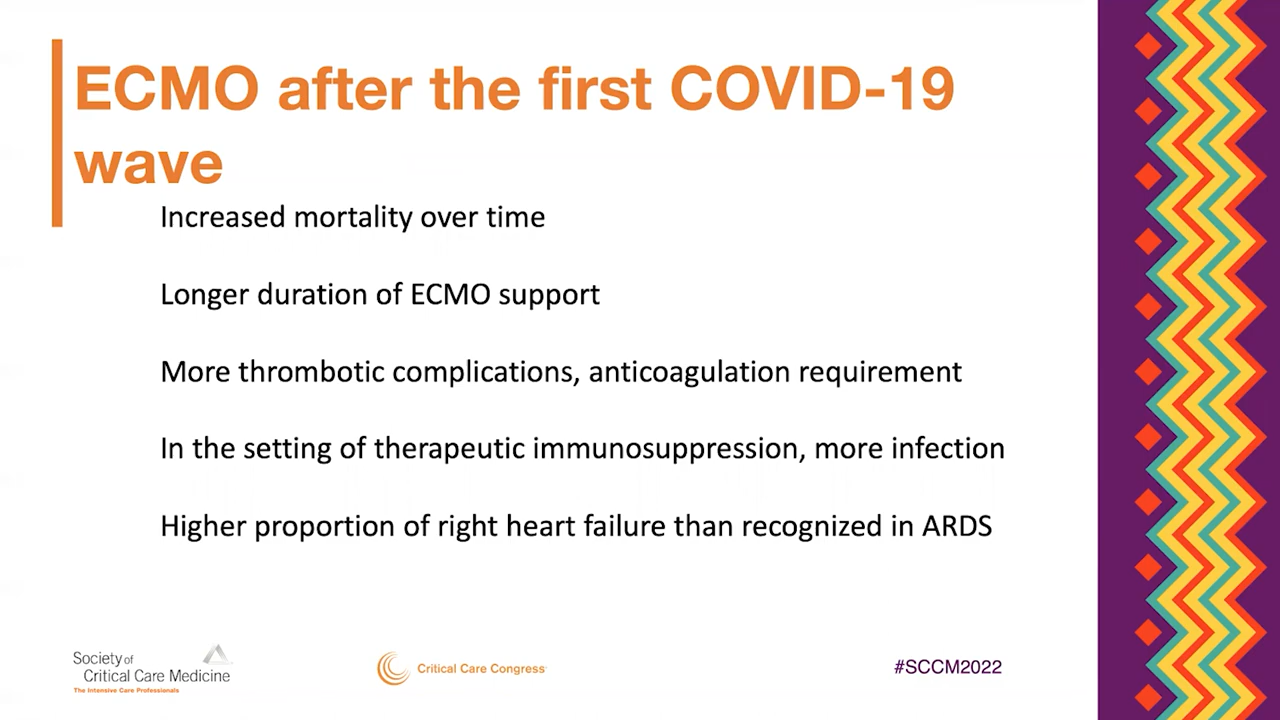 ECMO after the first COVID-19
wave
Increased mortality over time
Longer duration of ECMO support
More thrombotic complications, anticoagulation requirement
In the setting of therapeutic immunosuppression, more infection
Higher proportion of right heart failure than recognized in ARDS
Society of
Critical Care Medicine
The Intensive Care Professionals
Critical Care Congress
#SCCM2022